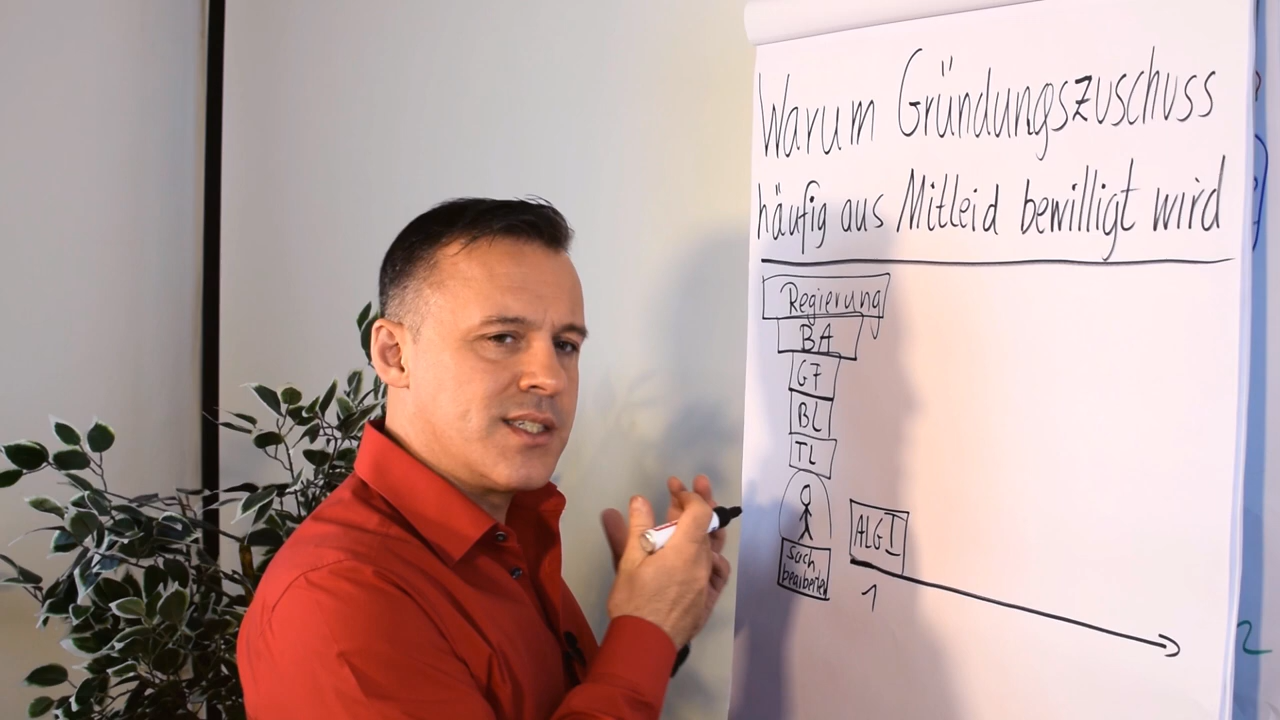 Warum Gründungszuschuss
häufig aus Mitleid bewilligt wird
Regierung
BA
GF
BL
TL
Sach
bearbeiter
ALG I
1
2